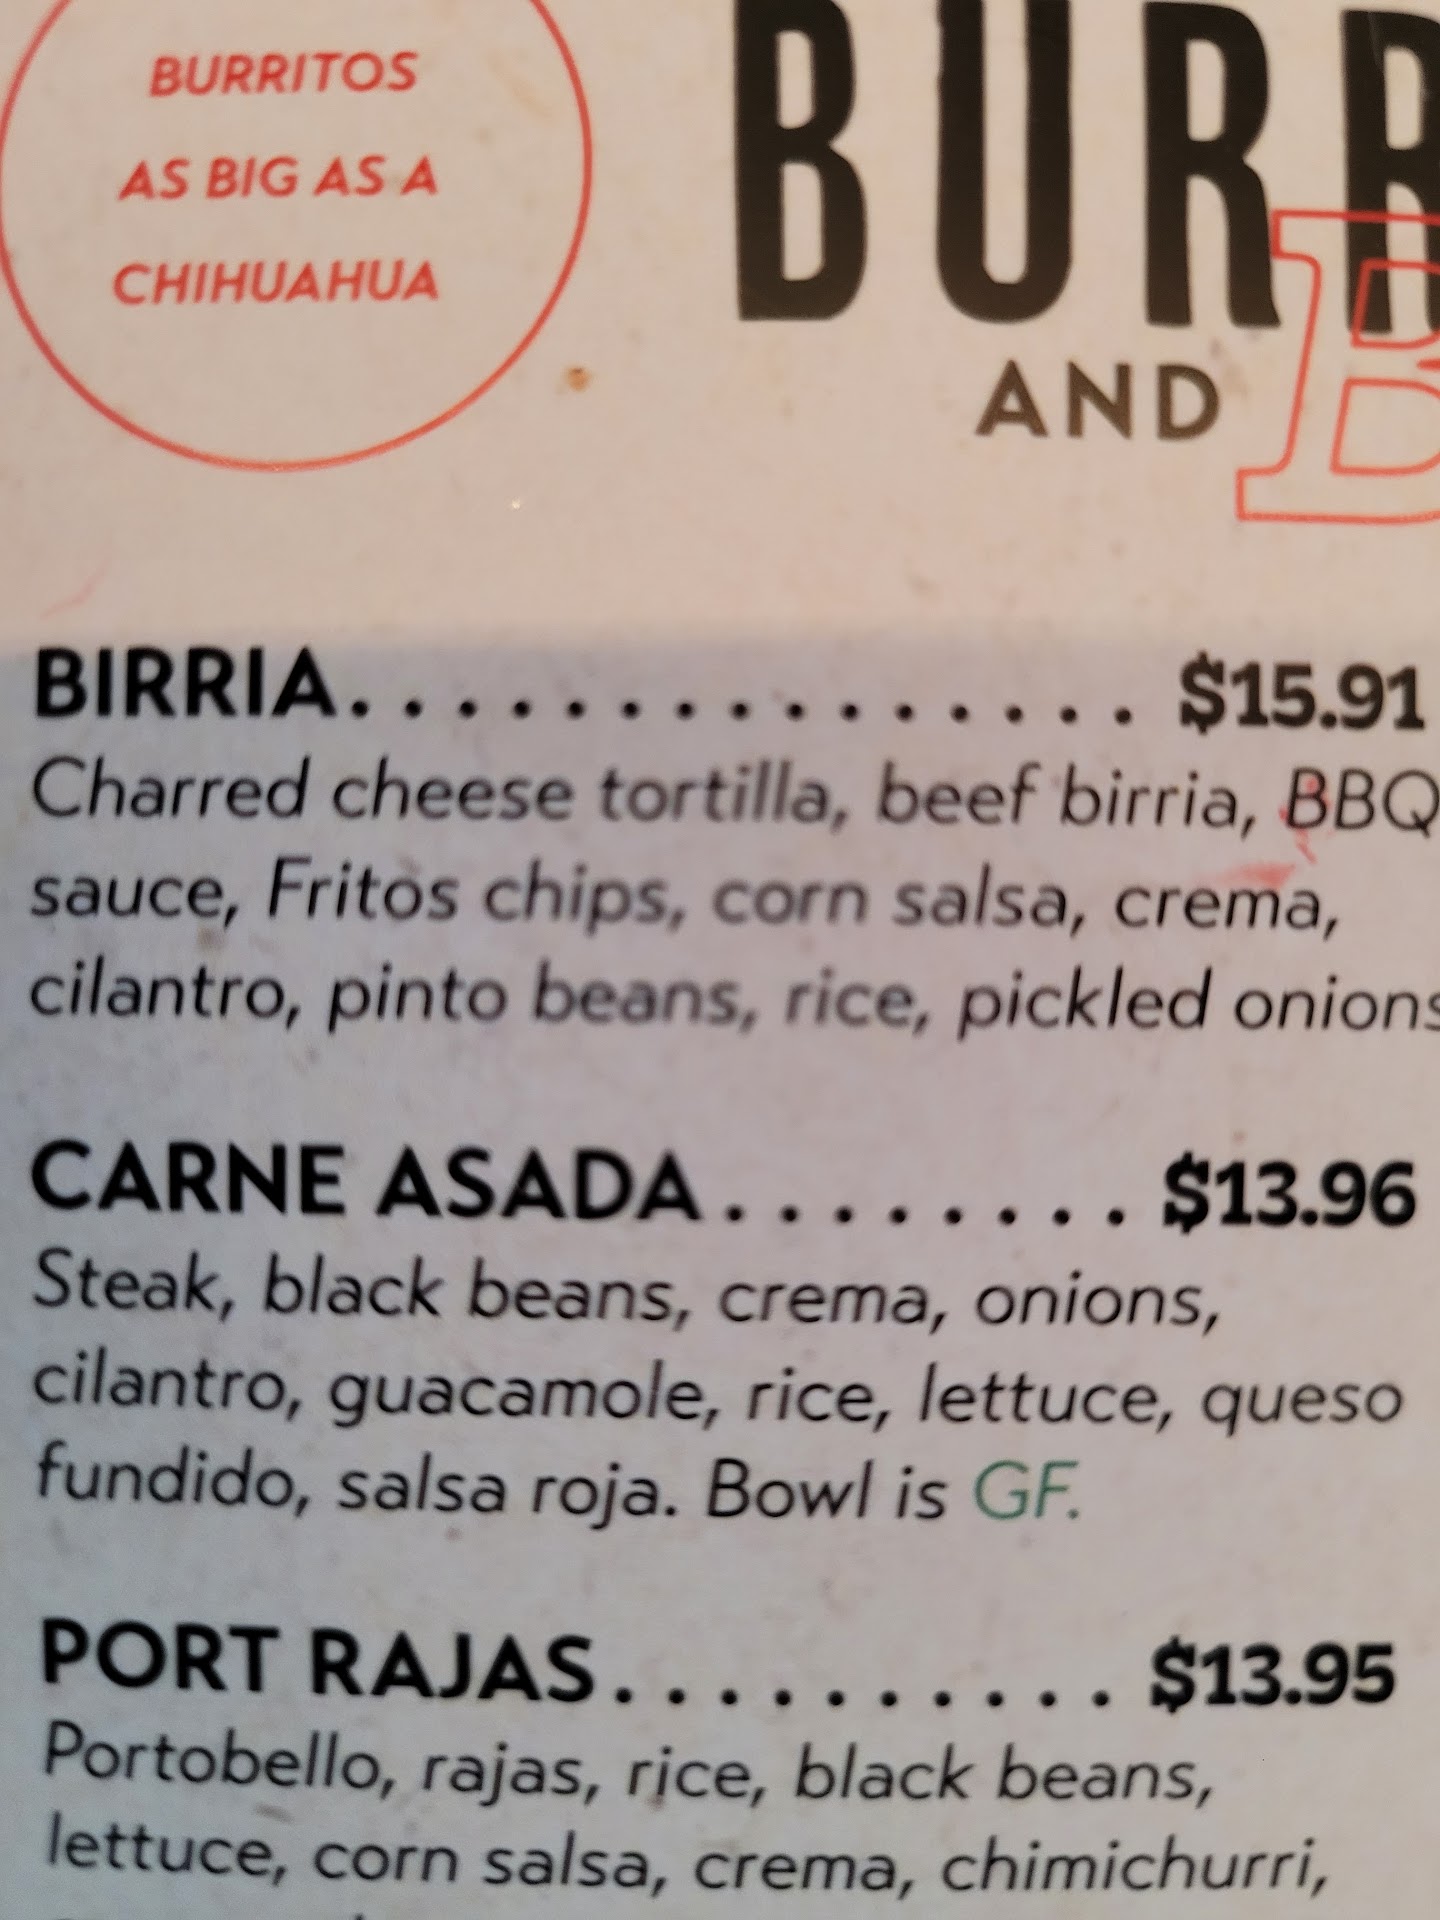 BURRITOS
AS BIG AS A
CHIHUAHUA
BURR
AND B
BIRRIA................ $15.91
Charred cheese tortilla, beef birria, BBQ
sauce, Fritos chips, corn salsa, crema,
cilantro, pinto beans, rice, pickled onions
CARNE ASADA........ $13.96
Steak, black beans, crema, onions,
cilantro, guacamole, rice, lettuce, queso
fundido, salsa roja. Bowl is GF.
PORT RAJAS.......... $13.95
Portobello, rajas, rice, black beans,
lettuce, corn salsa, crema, chimichurri,